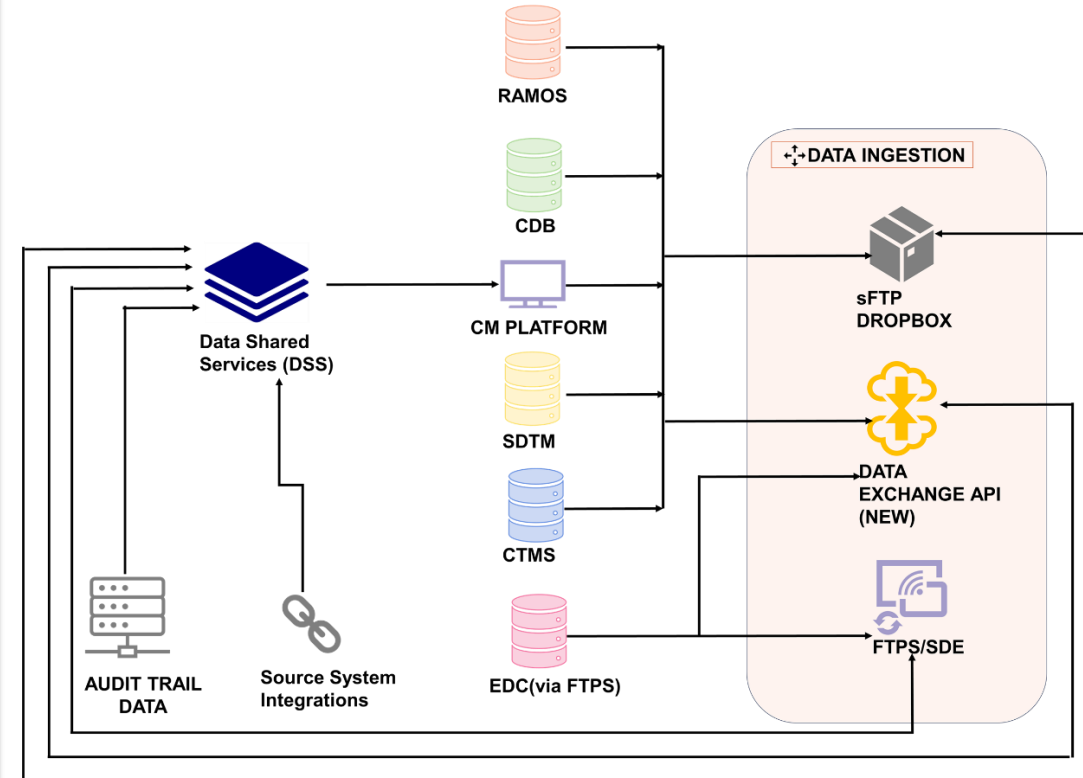 RAMOS
DATA INGESTION
CDB
sFTP
DROPBOX
CM PLATFORM
Data Shared
Services (DSS)
SDTM
DATA
EXCHANGE API
(NEW)
CTMS
FTPS/SDE
EDC(via FTPS)
Source System
Integrations
AUDIT TRAIL
DATA